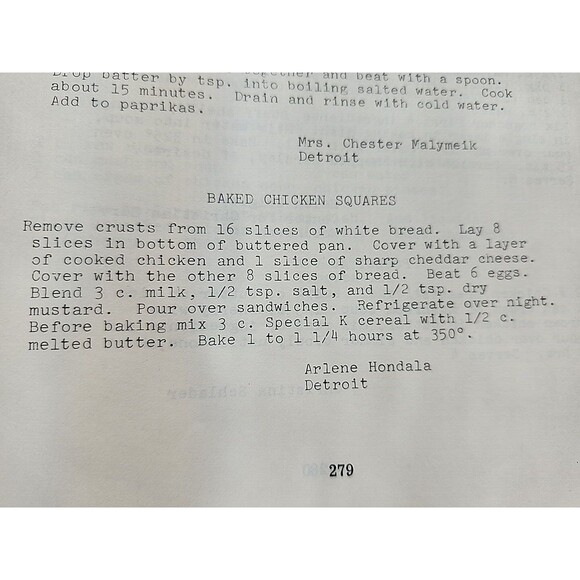 together and beat with a spoon.
Drop batter by tsp. into boiling salted water. Cook
about 15 minutes. Drain and rinse with cold water.
Add to paprikas.
Mrs. Chester Malymeik
Detroit
BAKED CHICKEN SQUARES
Remove crusts from 16 slices of white bread. Lay 8
slices in bottom of buttered pan. Cover with a layer
of cooked chicken and 1 slice of sharp cheddar cheese.
Cover with the other 8 slices of bread. Beat 6 eggs.
Blend 3 c. milk, 1/2 tsp. salt, and 1/2 tsp. dry
mustard. Pour over sandwiches. Refrigerate over night.
Before baking mix 3 c. Special K cereal with 1/2 c.
melted butter. Bake 1 to 1 1/4 hours at 350°.
Arlene Hondala
Detroit
279